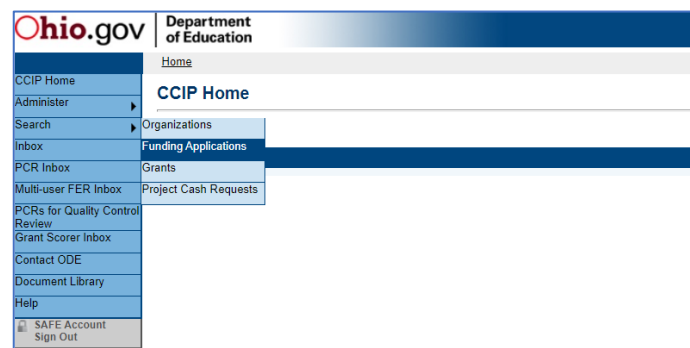 Ohio.gov
Department
of Education
Home
CCIP Home
CCIP Home
Administer
Search
Organizations
Inbox
Funding Applications
PCR Inbox
Grants
Multi-user FER Inbox
Project Cash Requests
PCRs for Quality Control
Review
Grant Scorer Inbox
Contact ODE
Document Library
Help
SAFE Account
Sign Out